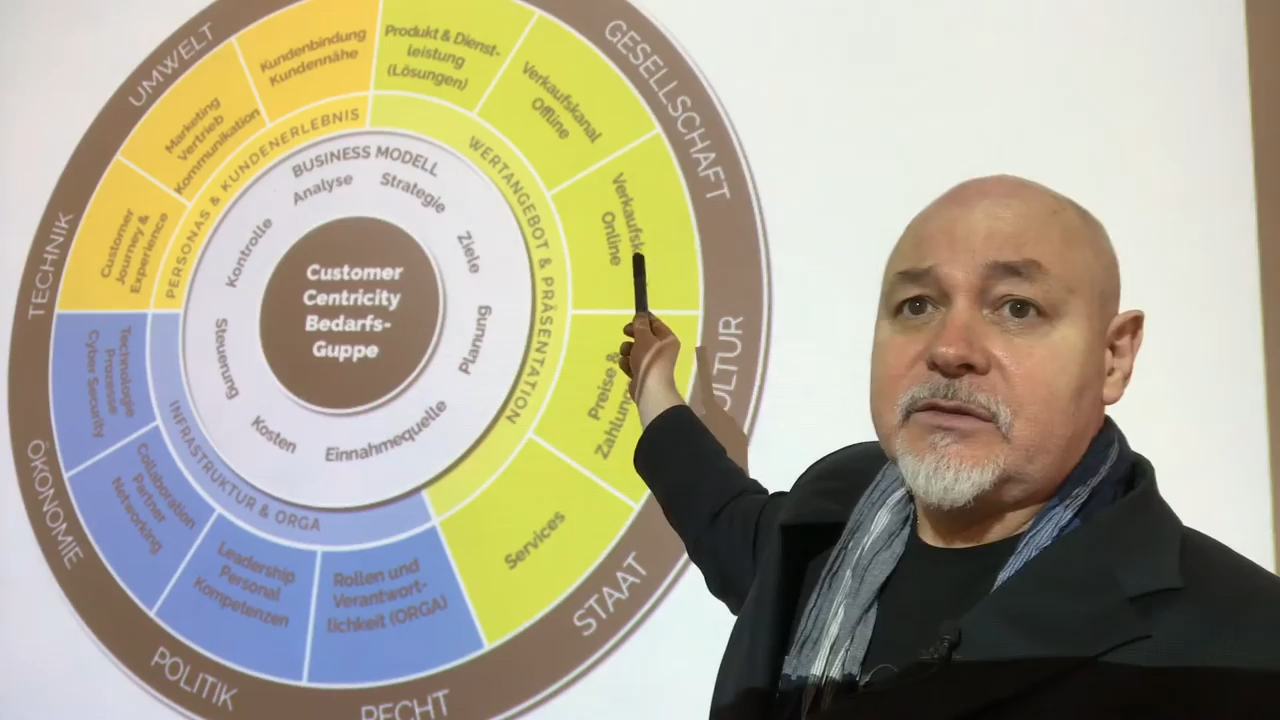 UMWELT
GESELLSCHAFT
TECHNIK
ÖKONOMIE
POLITIK
RECHT
STAAT
Kundenbindung
Kundennähe
Produkt & Dienst-
leistung
(Lösungen)
Verkaufskanal
Offline
Marketing
Vertrieb
Kommunikation
Online
Customer
Journey &
Experience
Preise &
Services
Technologie
Prozesse
Cyber Security
Collaboration
Partner
Networking
Leadership
Personal
Kompetenzen
Rollen und
Verantwort-
lichkeit (ORGA)
PERSONAS & KUNDENERLEBNIS
WERTANGEBOT & PRÄSENTATION
INFRASTRUKTUR & ORGA
BUSINESS MODELL
Analyse
Strategie
Ziele
Planung
Einnahmequelle
Kosten
Steuerung
Kontrolle
Customer
Centricity
Bedarfs-
Guppe